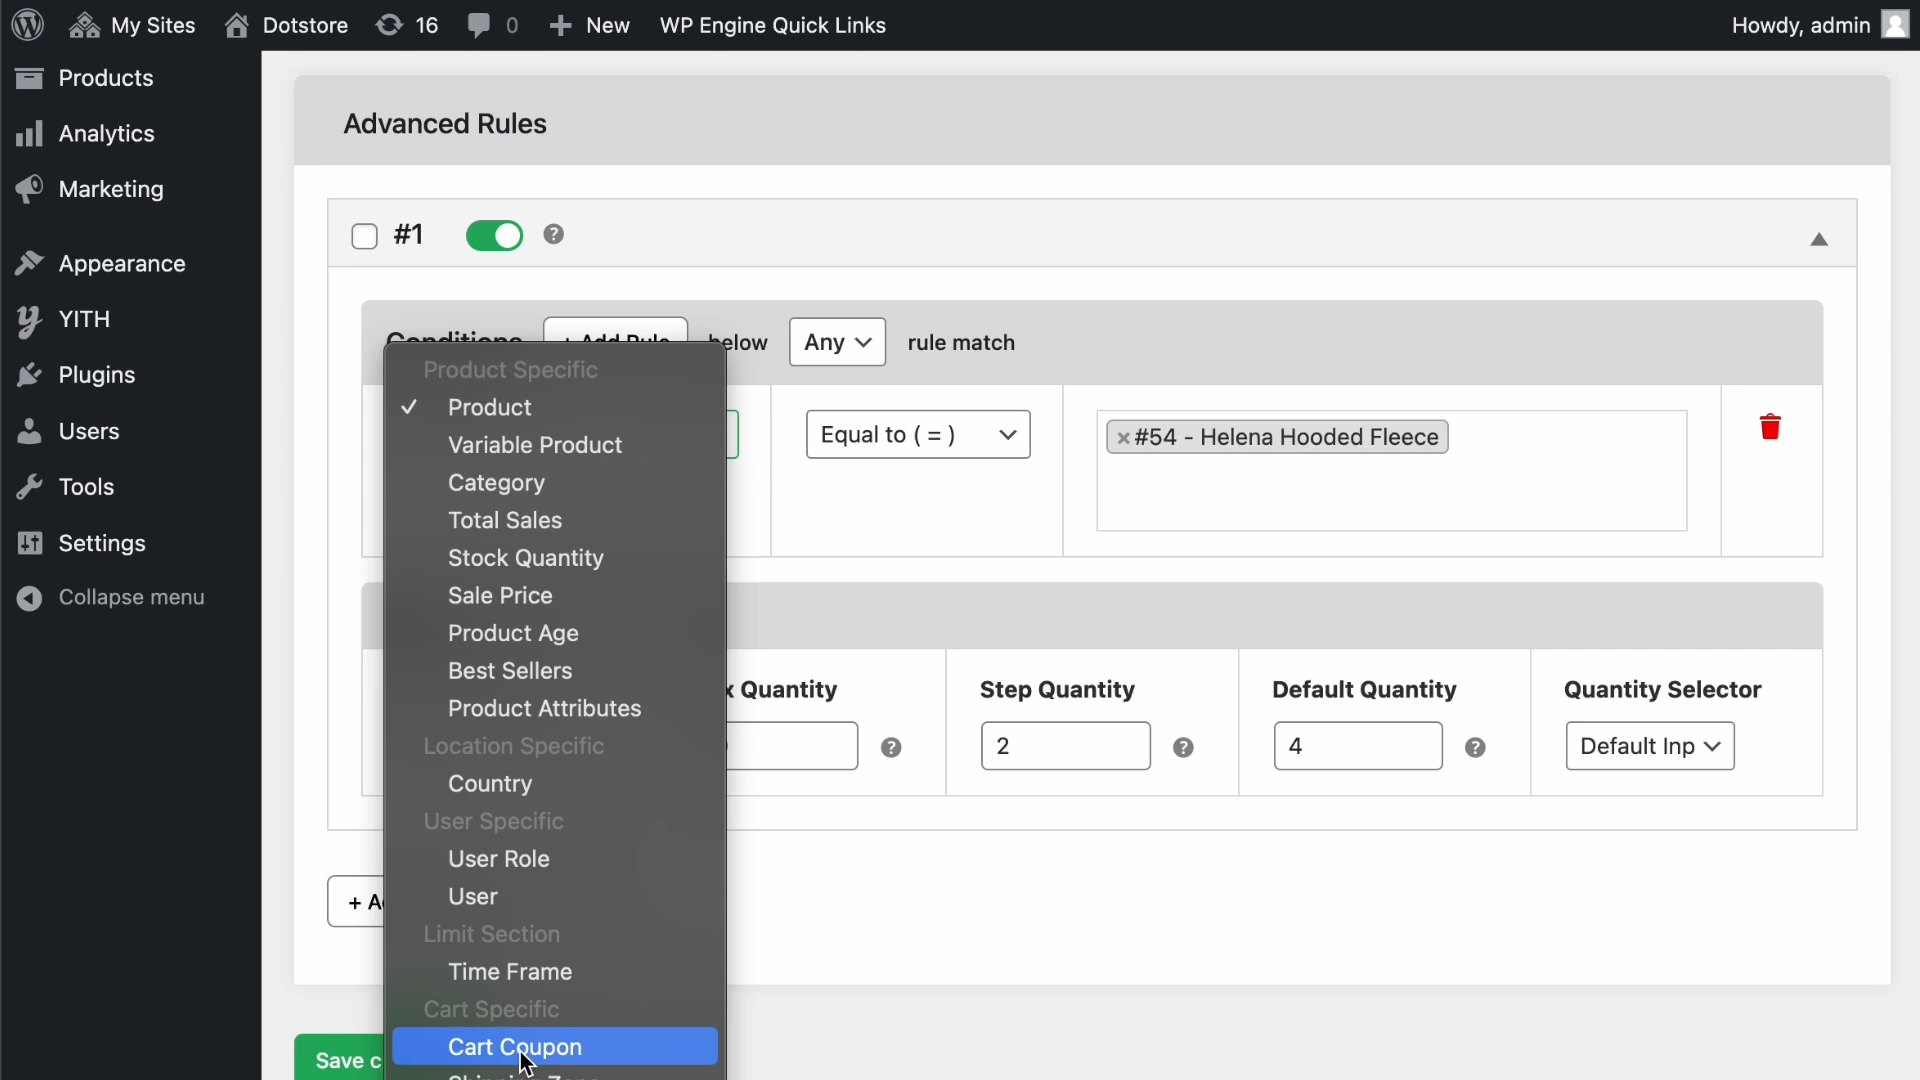 My Sites Dotstore 16 0 New WP Engine Quick Links Howdy, admin
Products
Analytics
Marketing
Appearance
YITH
Plugins
Users
Tools
Settings
Collapse menu
Advanced Rules
#1
Conditions + Add Rule below Any rule match
Product Specific
Product
Variable Product
Category
Total Sales
Stock Quantity
Sale Price
Product Age
Best Sellers
Product Attributes
Location Specific
Country
User Specific
User Role
User
Limit Section
Time Frame
Cart Specific
Cart Coupon
Equal to ( = )
× #54 - Helena Hooded Fleece
x Quantity
Step Quantity
2
Default Quantity
4
Quantity Selector
Default Inp
+ A
Save c